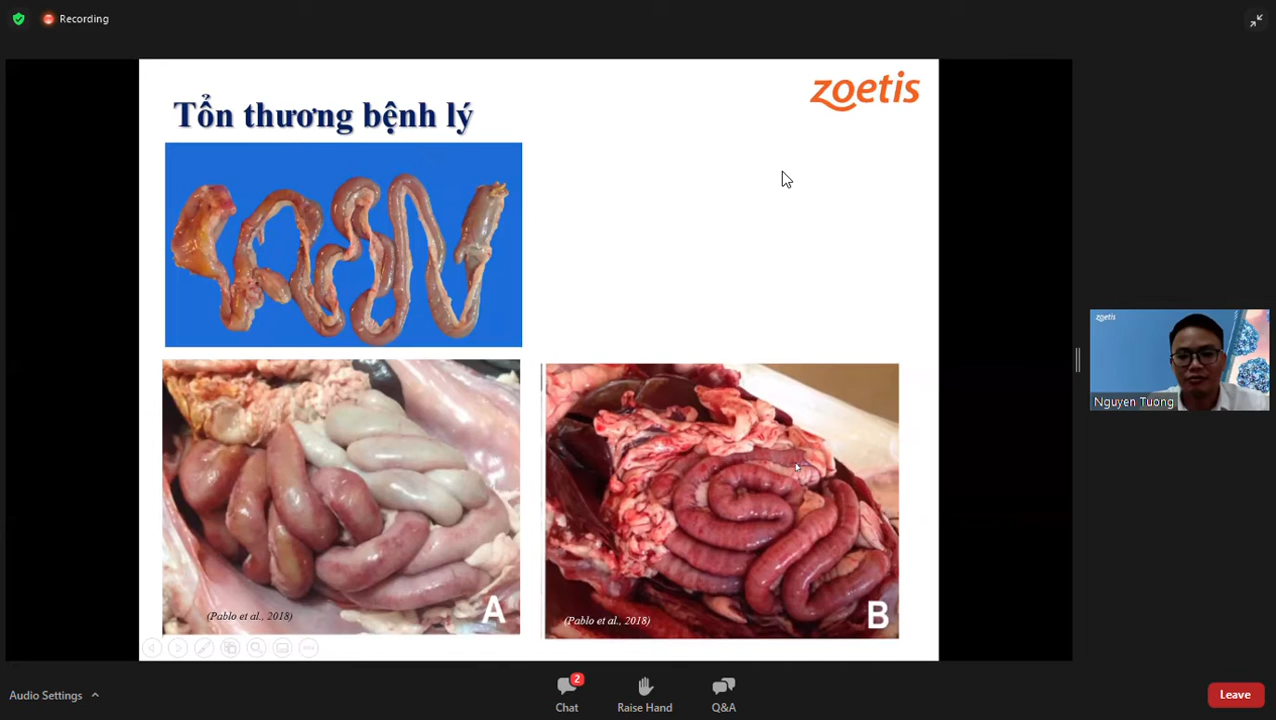 Recording
zoetis
Tổn thương bệnh lý
(Pablo et al., 2018)
A
(Pablo et al., 2018)
B
zoetis
Nguyen Tuong
Audio Settings
2
Chat
Raise Hand
Q&A
Leave